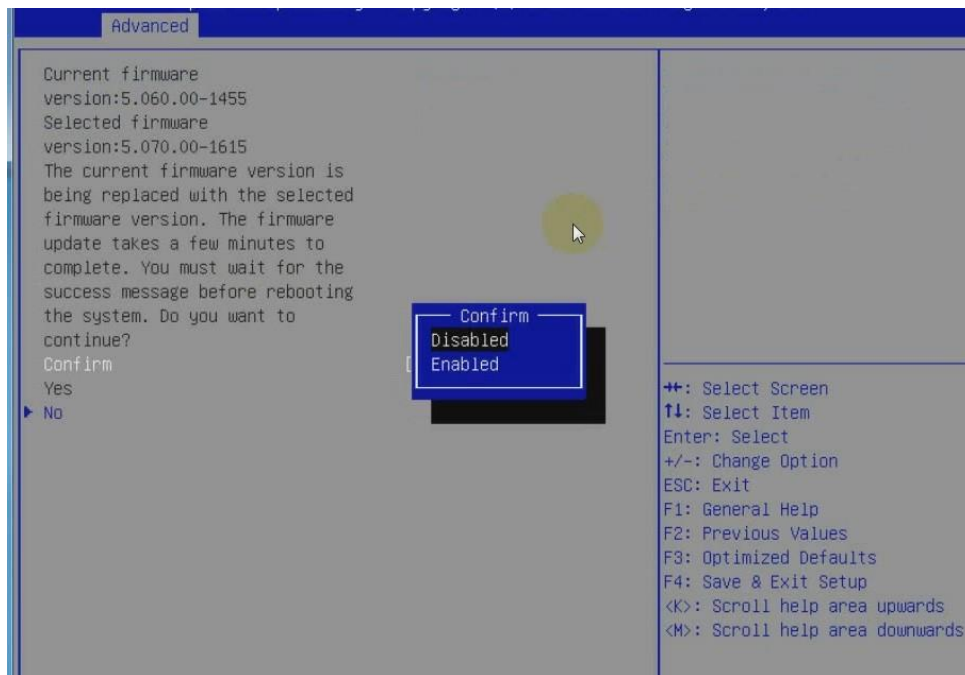 Advanced
Current firmware
version:5.060.00-1455
Selected firmware
version:5.070.00-1615
The current firmware version is
being replaced with the selected
firmware version. The firmware
update takes a few minutes to
complete. You must wait for the
success message before rebooting
the system. Do you want to
continue?
Confirm [
Yes
No
Confirm
Disabled
Enabled
: Select Screen
↑↓: Select Item
Enter: Select
+/-: Change Option
ESC: Exit
F1: General Help
F2: Previous Values
F3: Optimized Defaults
F4: Save & Exit Setup
<K>: Scroll help area upwards
<M>: Scroll help area downwards